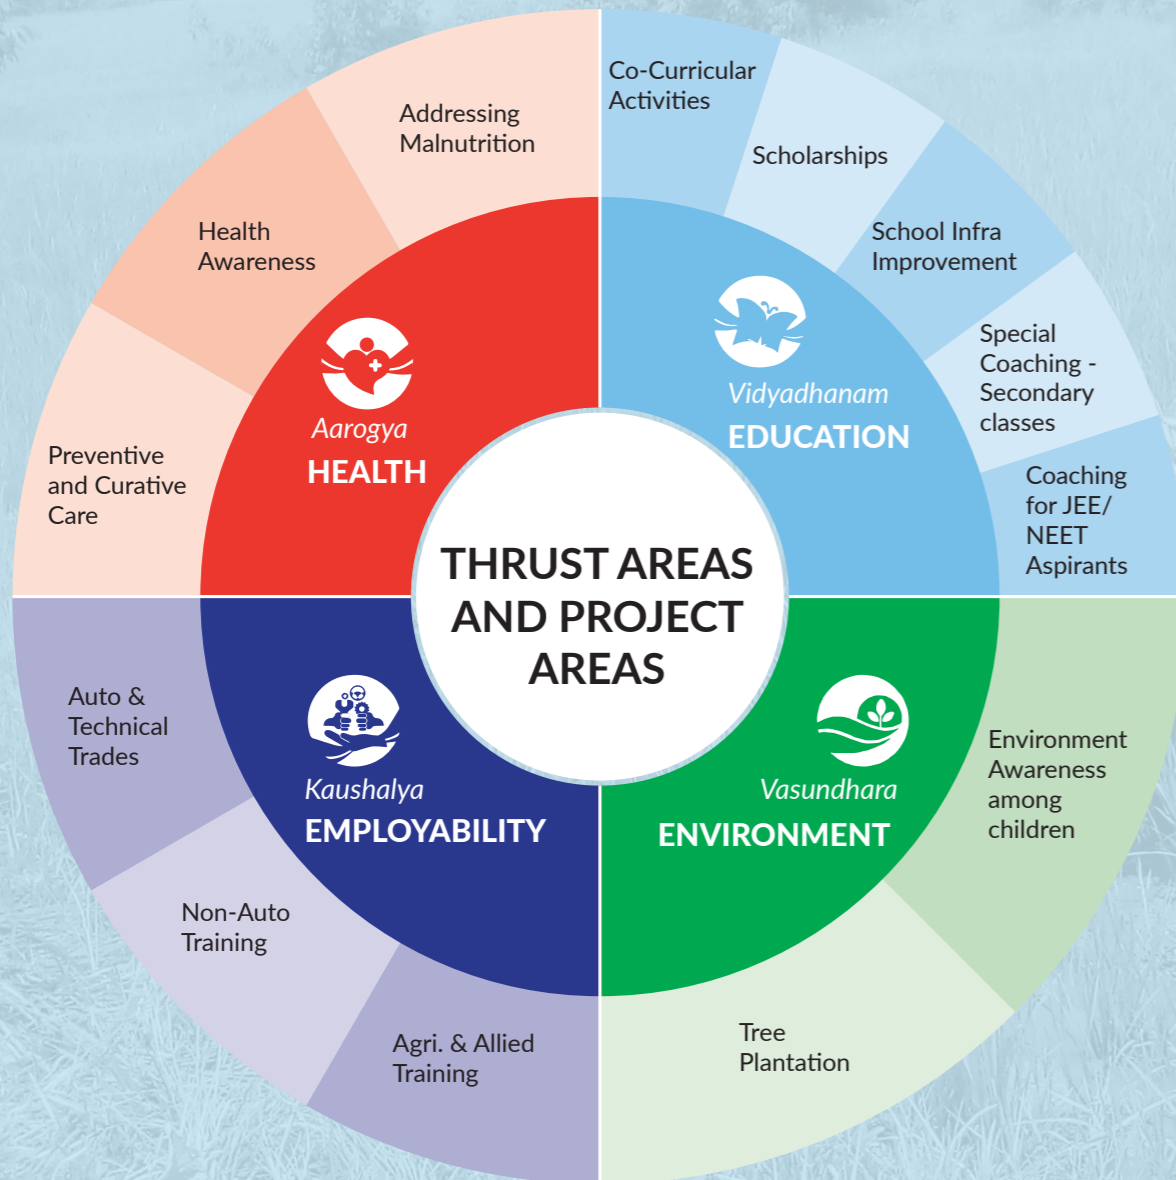 THRUST AREAS
AND PROJECT
AREAS
Aarogya
HEALTH
Addressing
Malnutrition
Health
Awareness
Preventive
and Curative
Care
Vidyadhanam
EDUCATION
Co-Curricular
Activities
Scholarships
School Infra
Improvement
Special
Coaching -
Secondary
classes
Coaching
for JEE/
NEET
Aspirants
Kaushalya
EMPLOYABILITY
Auto &
Technical
Trades
Non-Auto
Training
Agri. & Allied
Training
Vasundhara
ENVIRONMENT
Environment
Awareness
among
children
Tree
Plantation